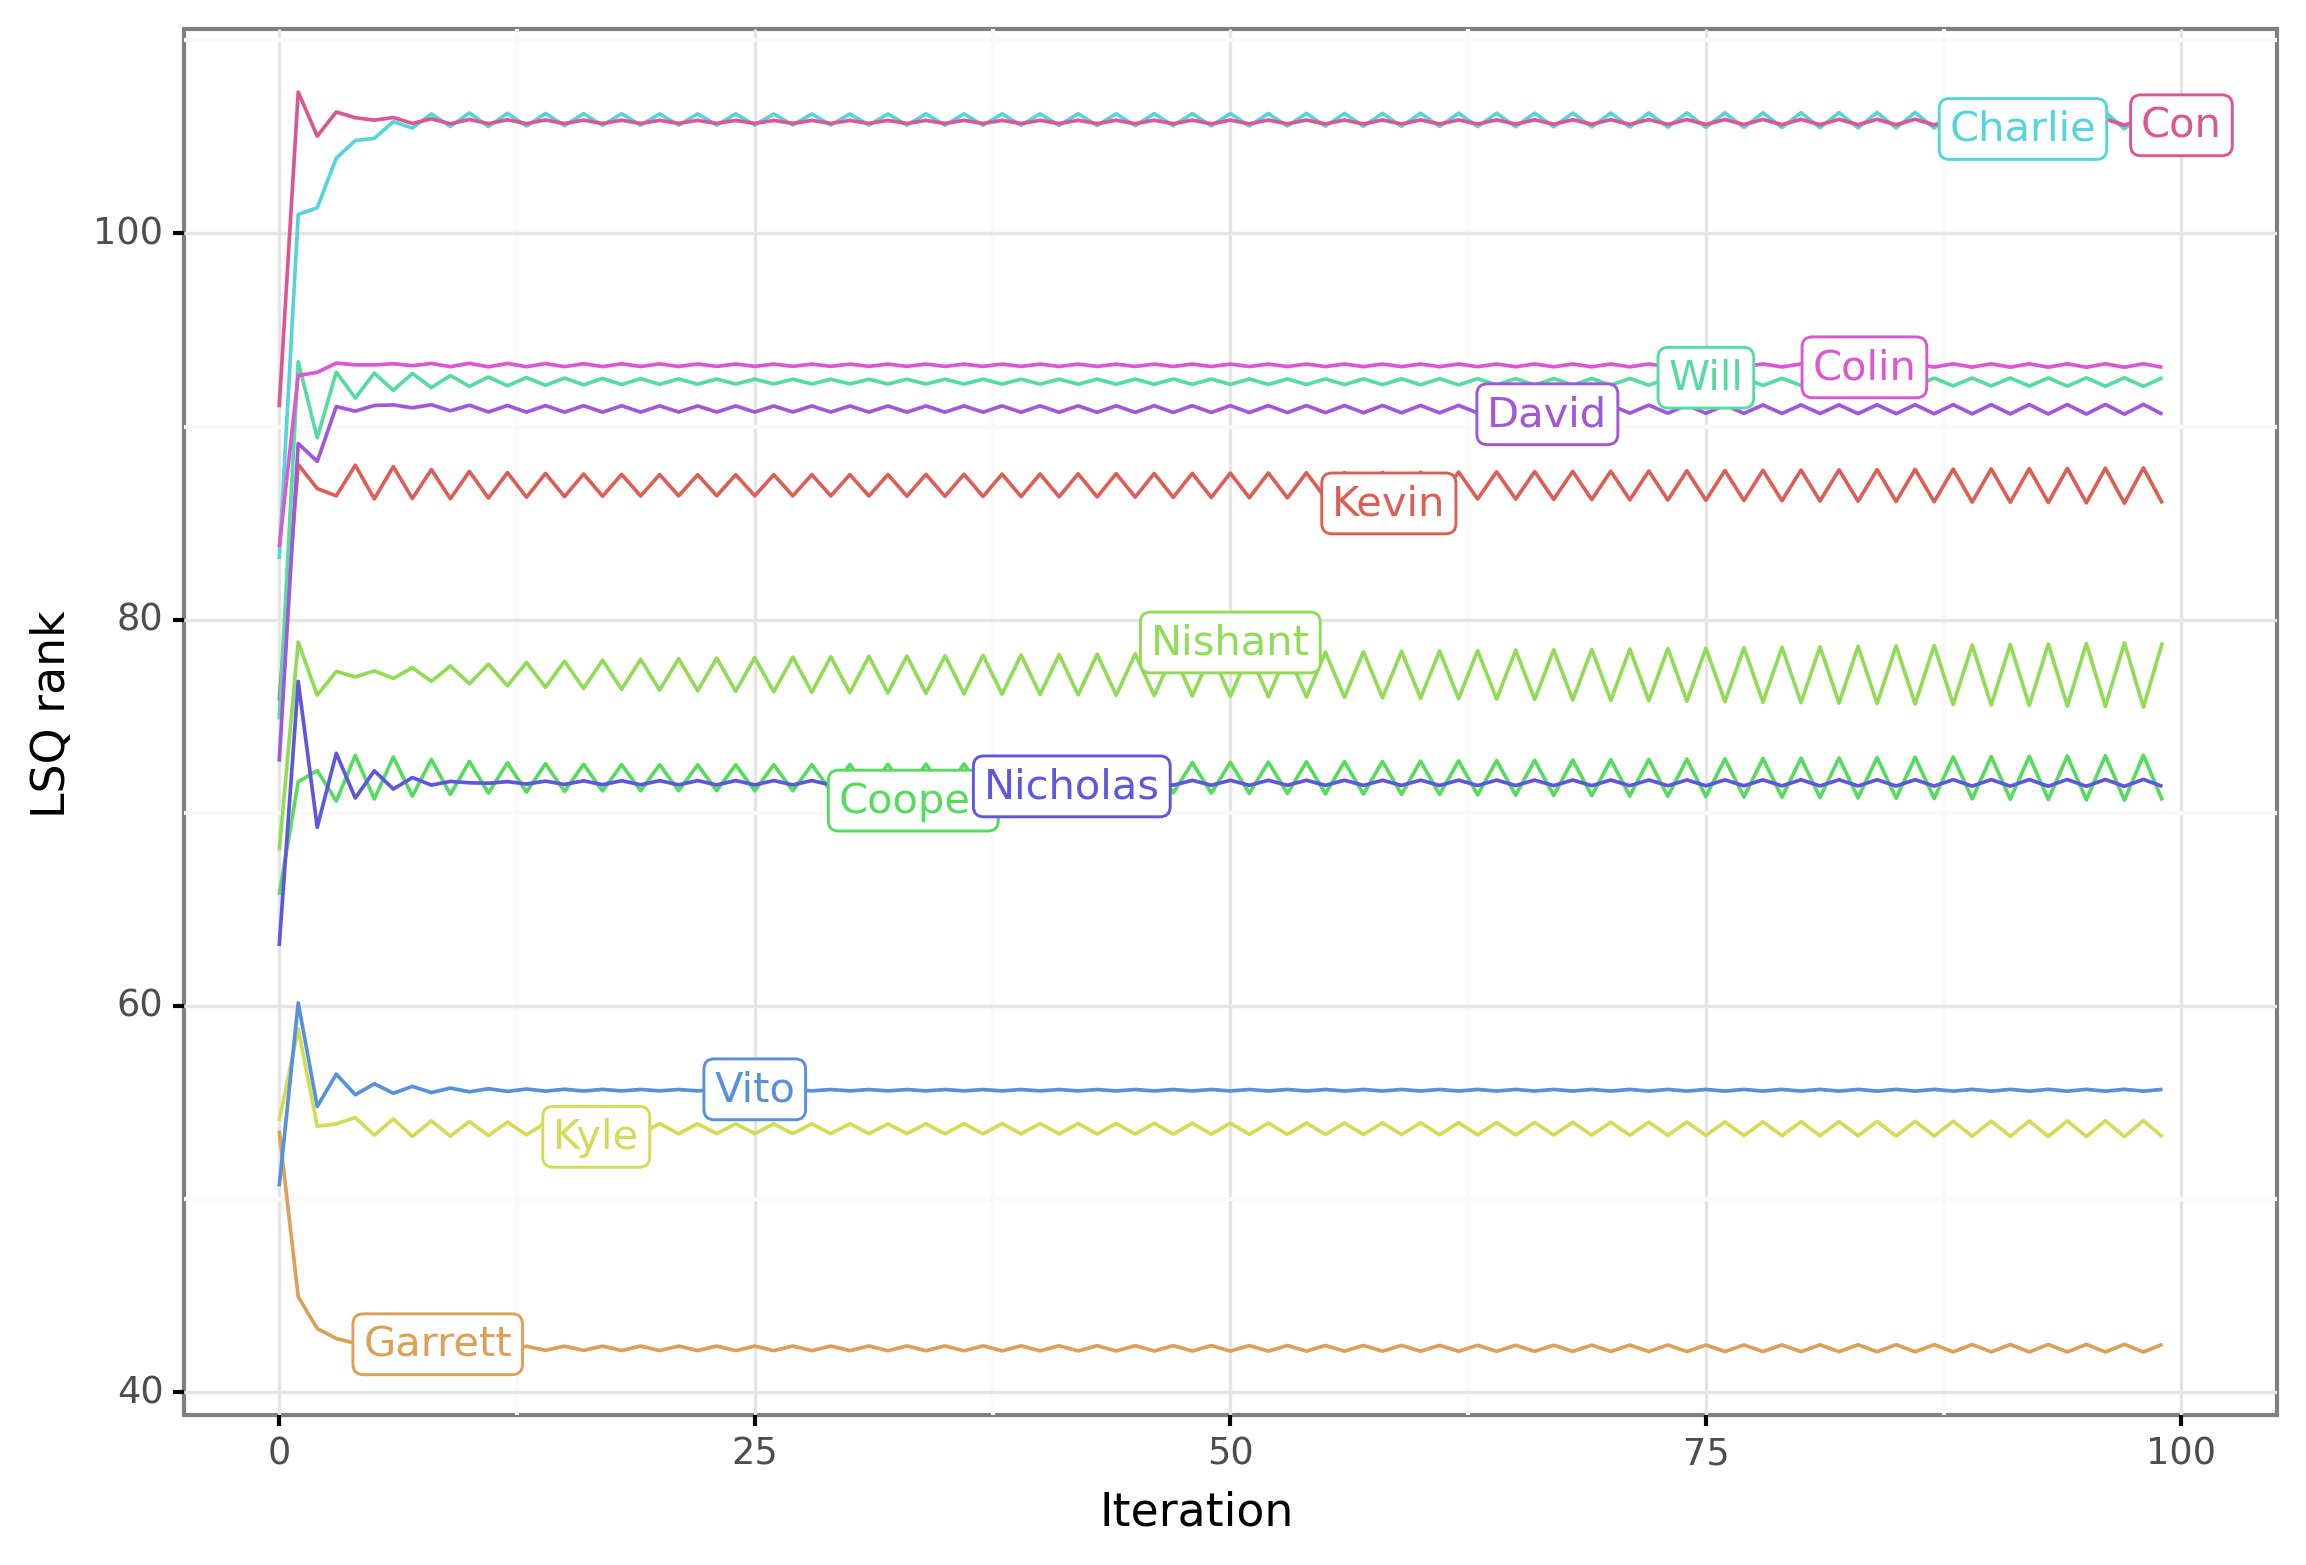 Charlie
Con
100
Colin
Will
David
Kevin
80
Nishant
Nicholas
Coope
LSQ rank
60
Vito
Kyle
Garrett
40
0 25 50 75 100
Iteration